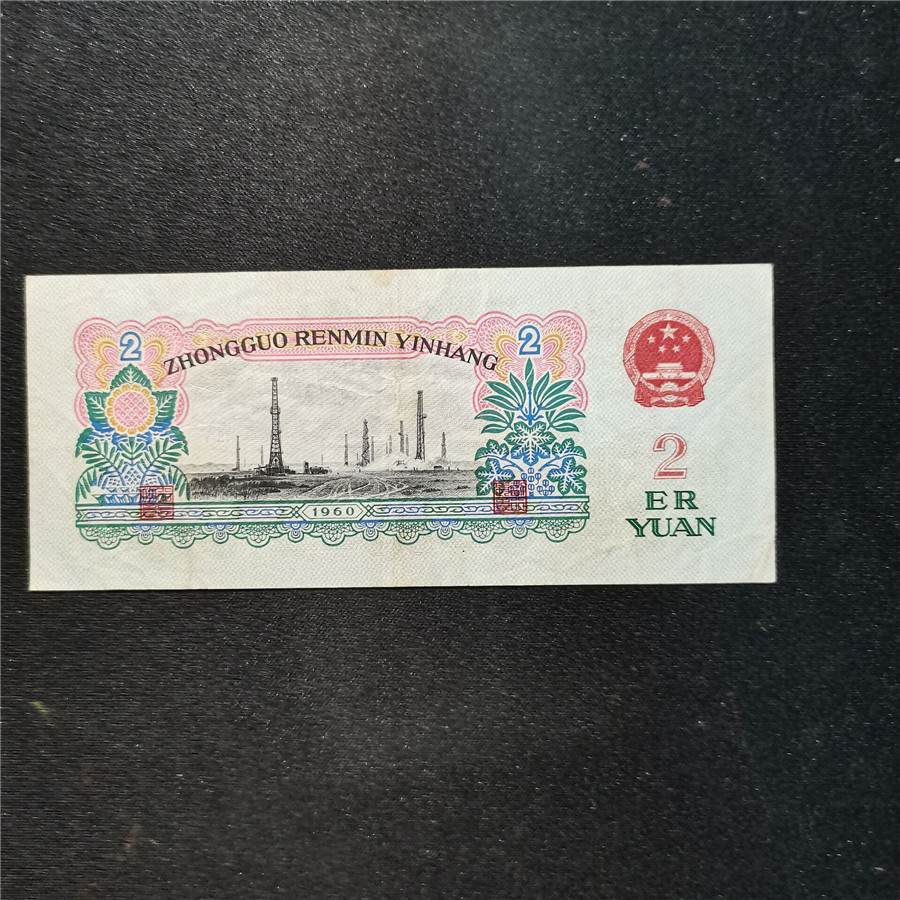 2
ZHONGGUO RENMIN YINHANG
2
1960
2
ER
YUAN